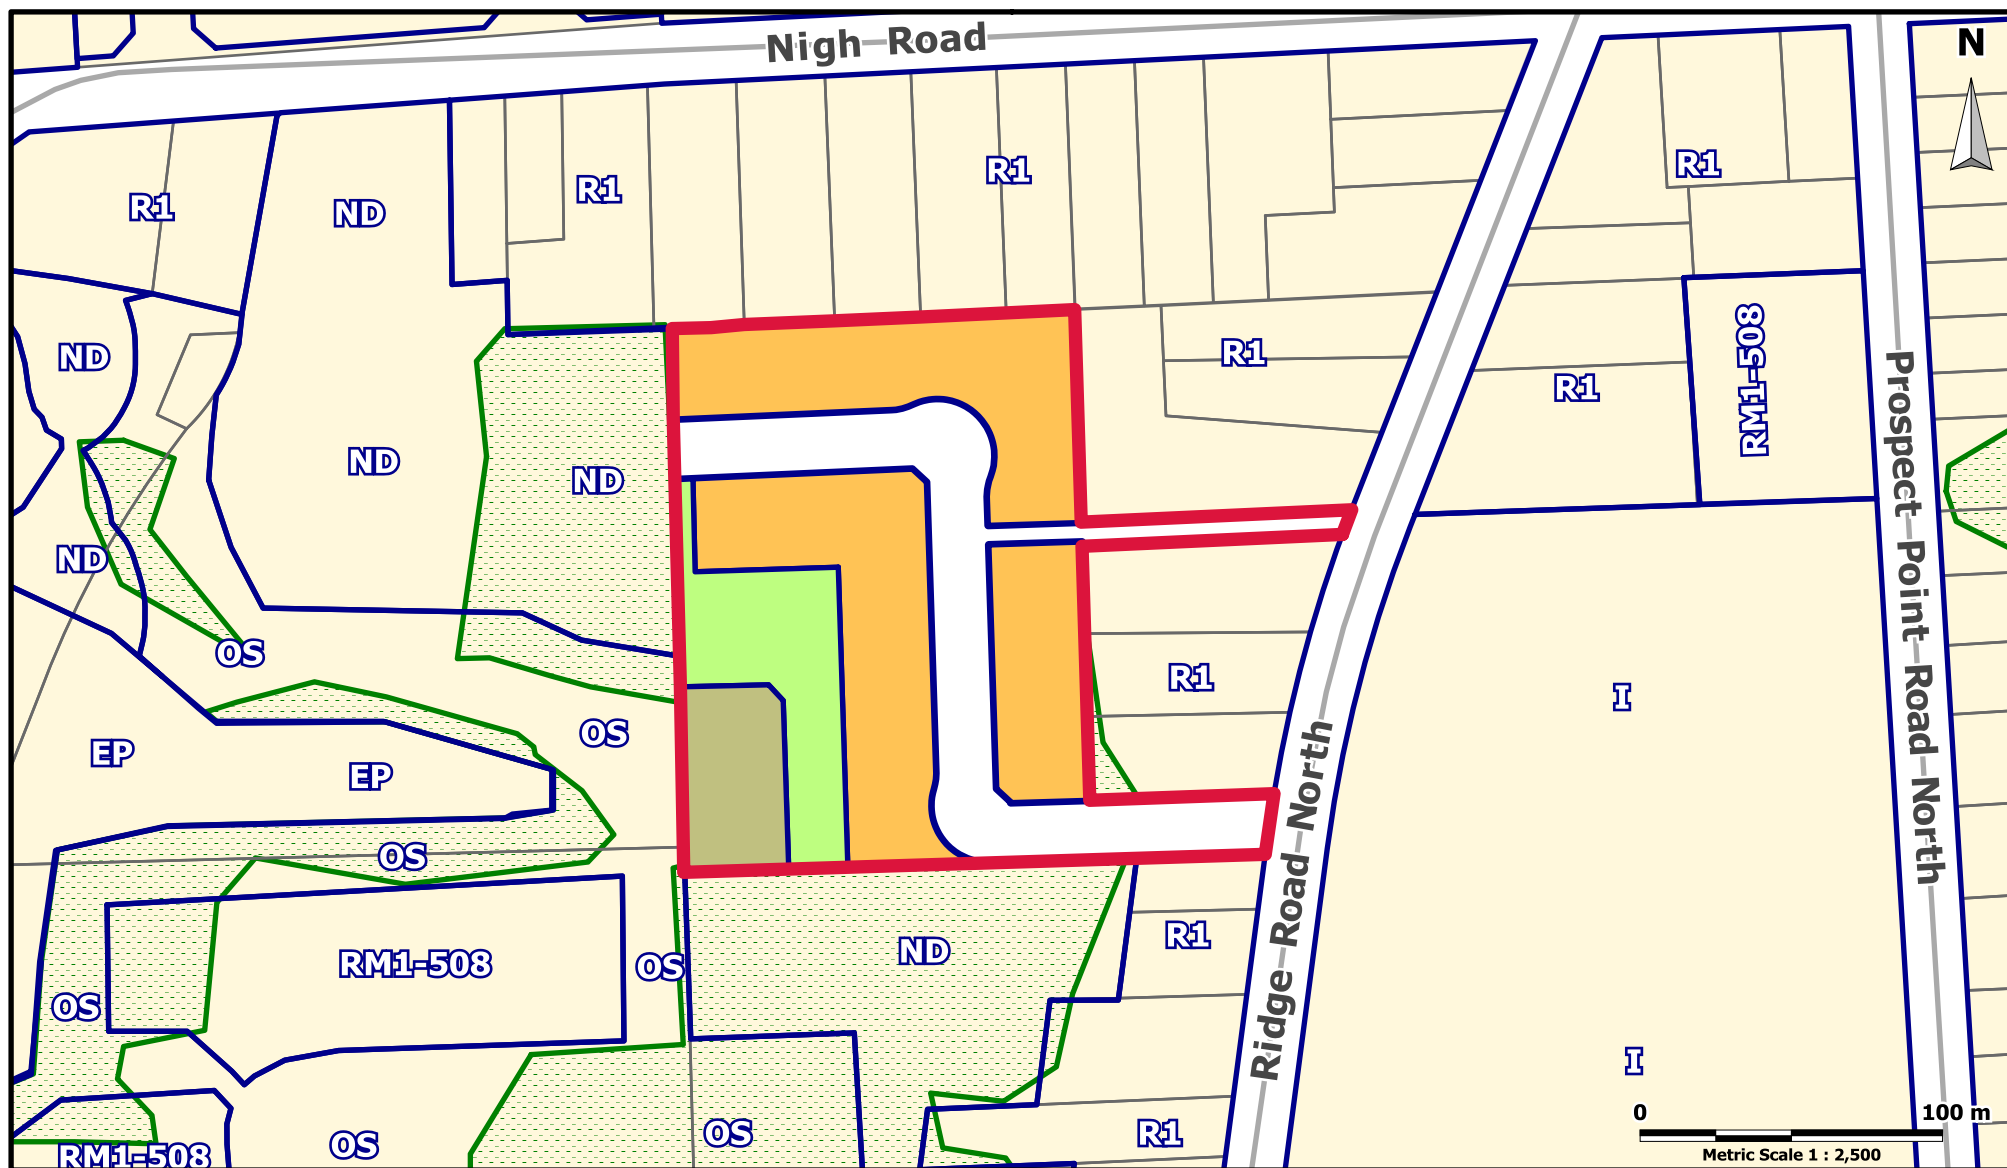 Nigh Road
N
R1
R1
R1
R1
ND
ND
R1
R1
RM1-508
Prospect Point Road North
ND
ND
ND
OS
R1
I
OS
EP
EP
Ridge Road North
OS
R1
ND
RM1-508
OS
OS
I
0 100 m
R1
OS
OS
RM1-508
Metric Scale 1 : 2,500